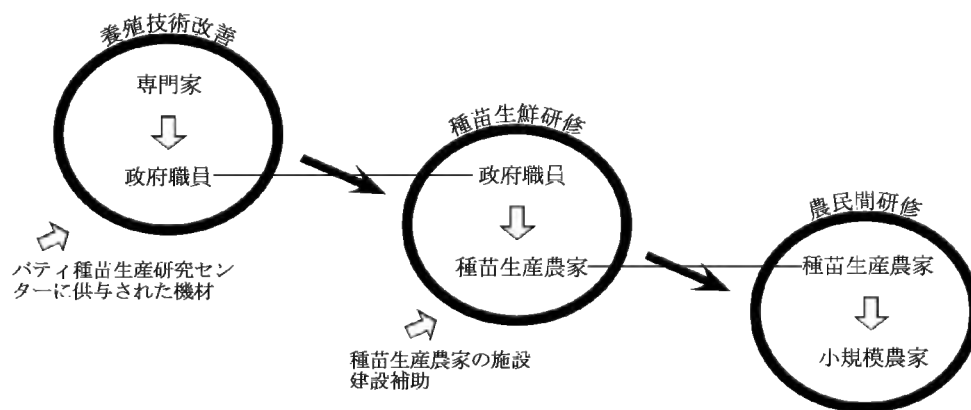 養殖技術改善
専門家
政府職員
バティ種苗生産研究セン
ターに供与された機材
種苗生鮮研修
政府職員
種苗生産農家
種苗生産農家の施設
建設補助
農民間研修
種苗生産農家
小規模農家